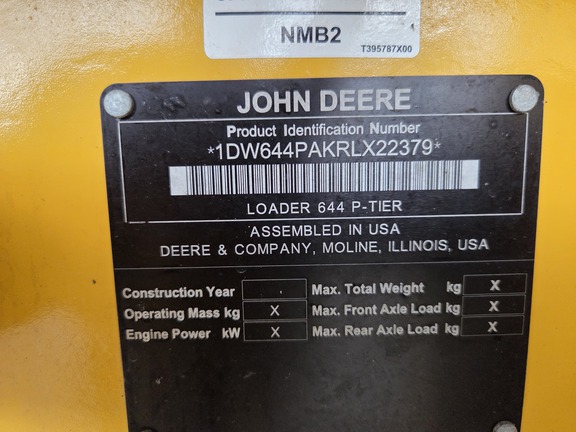 NMB2
T395787X00
JOHN DEERE
Product Identification Number
*1DW644PAKRLX22379*
LOADER 644 P-TIER
ASSEMBLED IN USA
DEERE & COMPANY, MOLINE, ILLINOIS, USA
Construction Year Max. Total Weight kg X
Operating Mass kg X Max. Front Axle Load kg X
Engine Power kW X Max. Rear Axle Load kg X